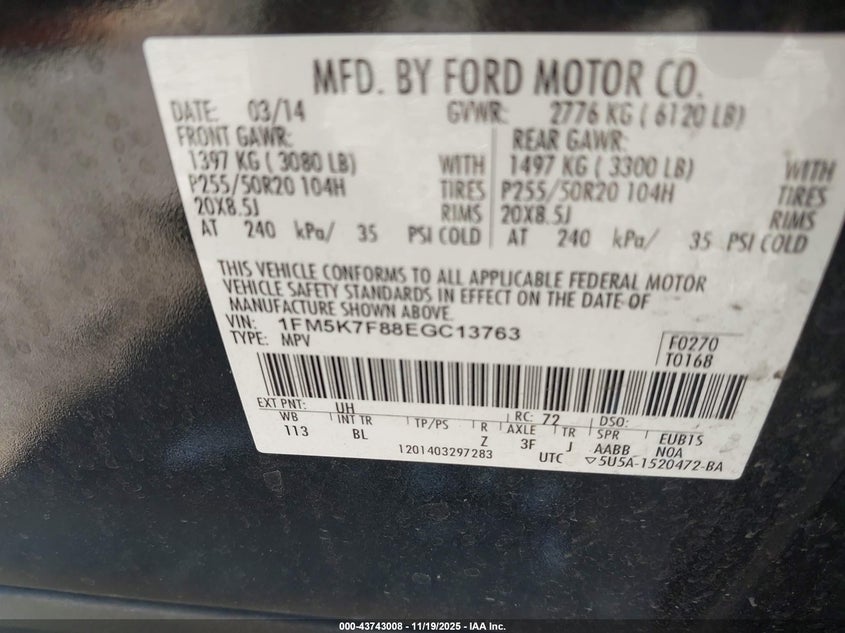 MFD. BY FORD MOTOR CO.
DATE: 03/14 GVWR: 2776 KG ( 6120 LB)
FRONT GAWR: REAR GAWR:
1397 KG ( 3080 LB) WITH 1497 KG ( 3300 LB) WITH
P255/50R20 104H TIRES P255/50R20 104H TIRES
20X8.5J RIMS 20X8.5J RIMS
AT 240 kPa/ 35 PSI COLD AT 240 kPa/ 35 PSI COLD
THIS VEHICLE CONFORMS TO ALL APPLICABLE FEDERAL MOTOR
VEHICLE SAFETY STANDARDS IN EFFECT ON THE DATE OF
MANUFACTURE SHOWN ABOVE.
VIN: 1FM5K7F88EGC13763 F0270
TYPE: MPV T0168
EXT PNT: UH RC: 72 DSO:
WB INT TR TP/PS R AXLE TR SPR EUB1S
113 BL Z 3F J AABB N0A
1201403297283 UTC ▽5U5A-1520472-BA
000-43743008 - 11/19/2025 - IAA Inc.